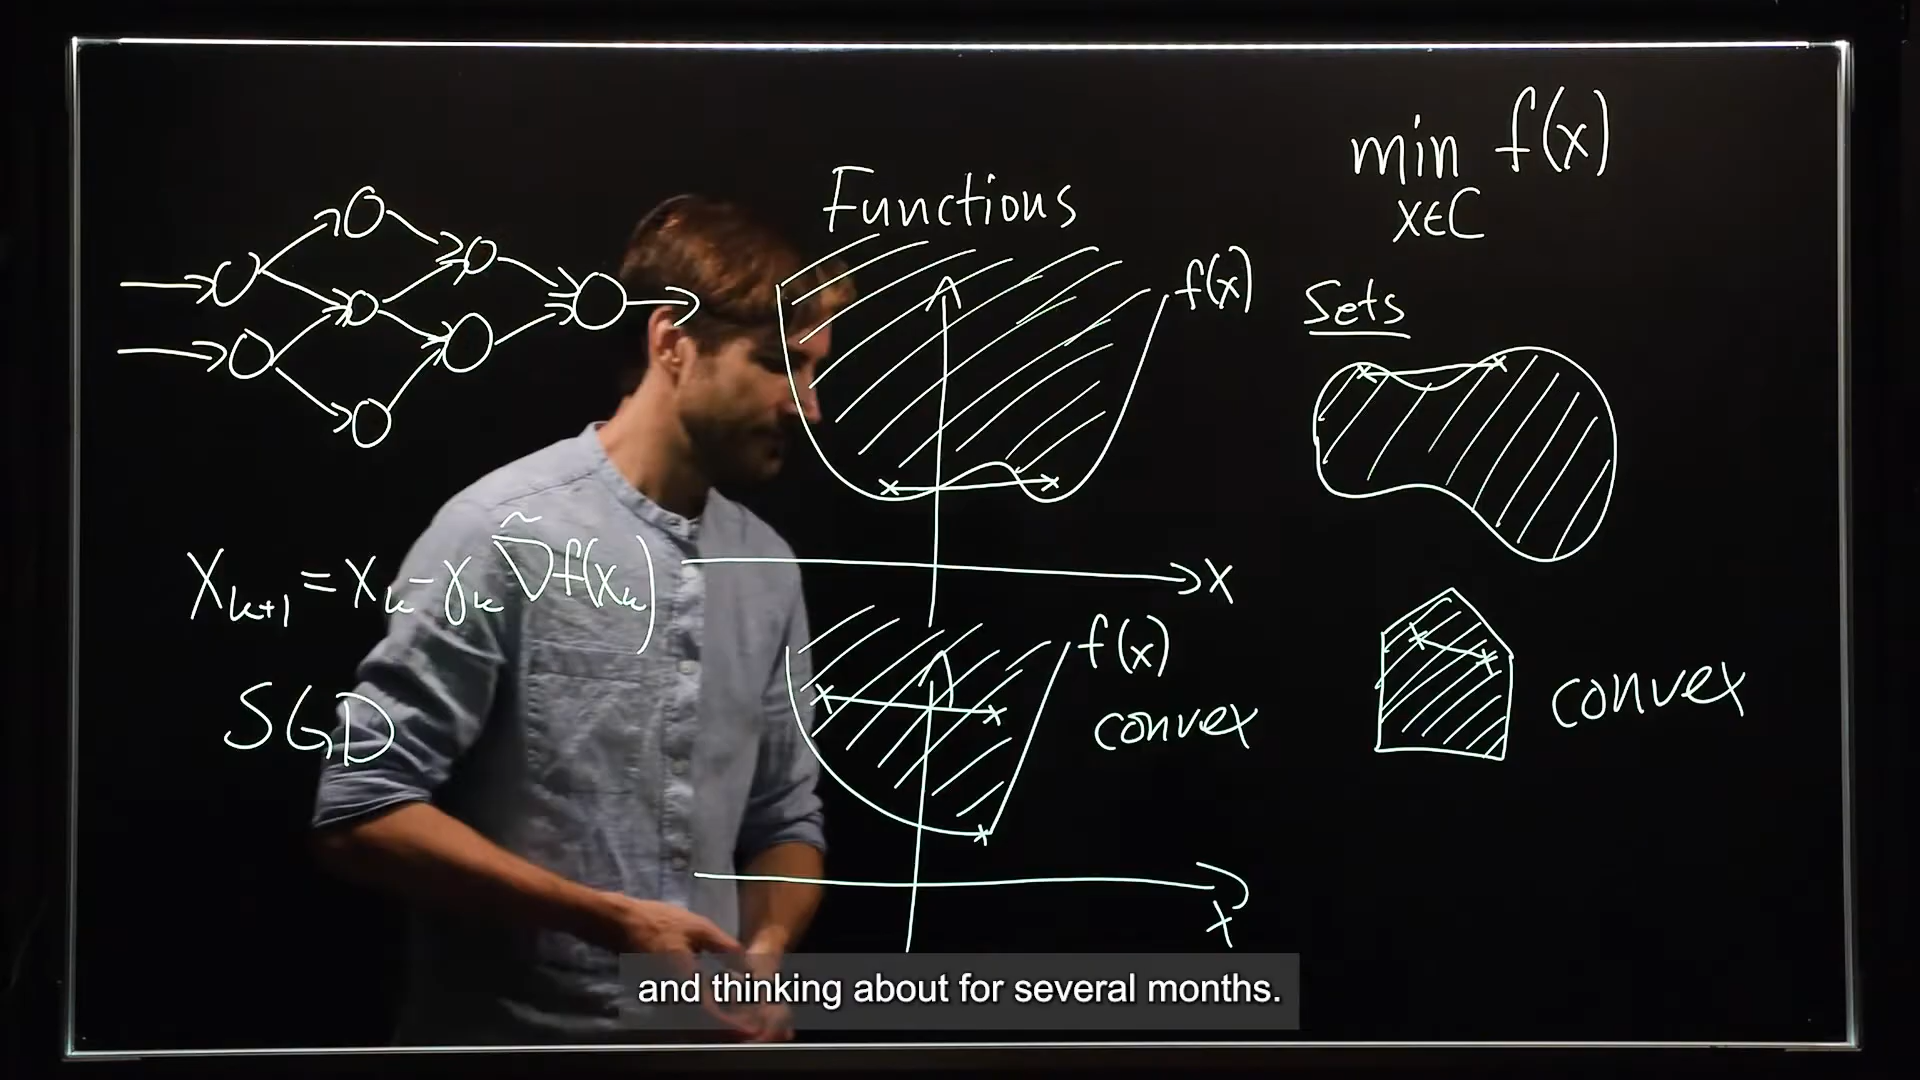 min f(x)
x∈C
Functions
f(x)
Sets
x
X_{k+1} = X_k - γ_k ∇̃f(x_k)
SGD
f(x)
convex
convex
x
and thinking about for several months.